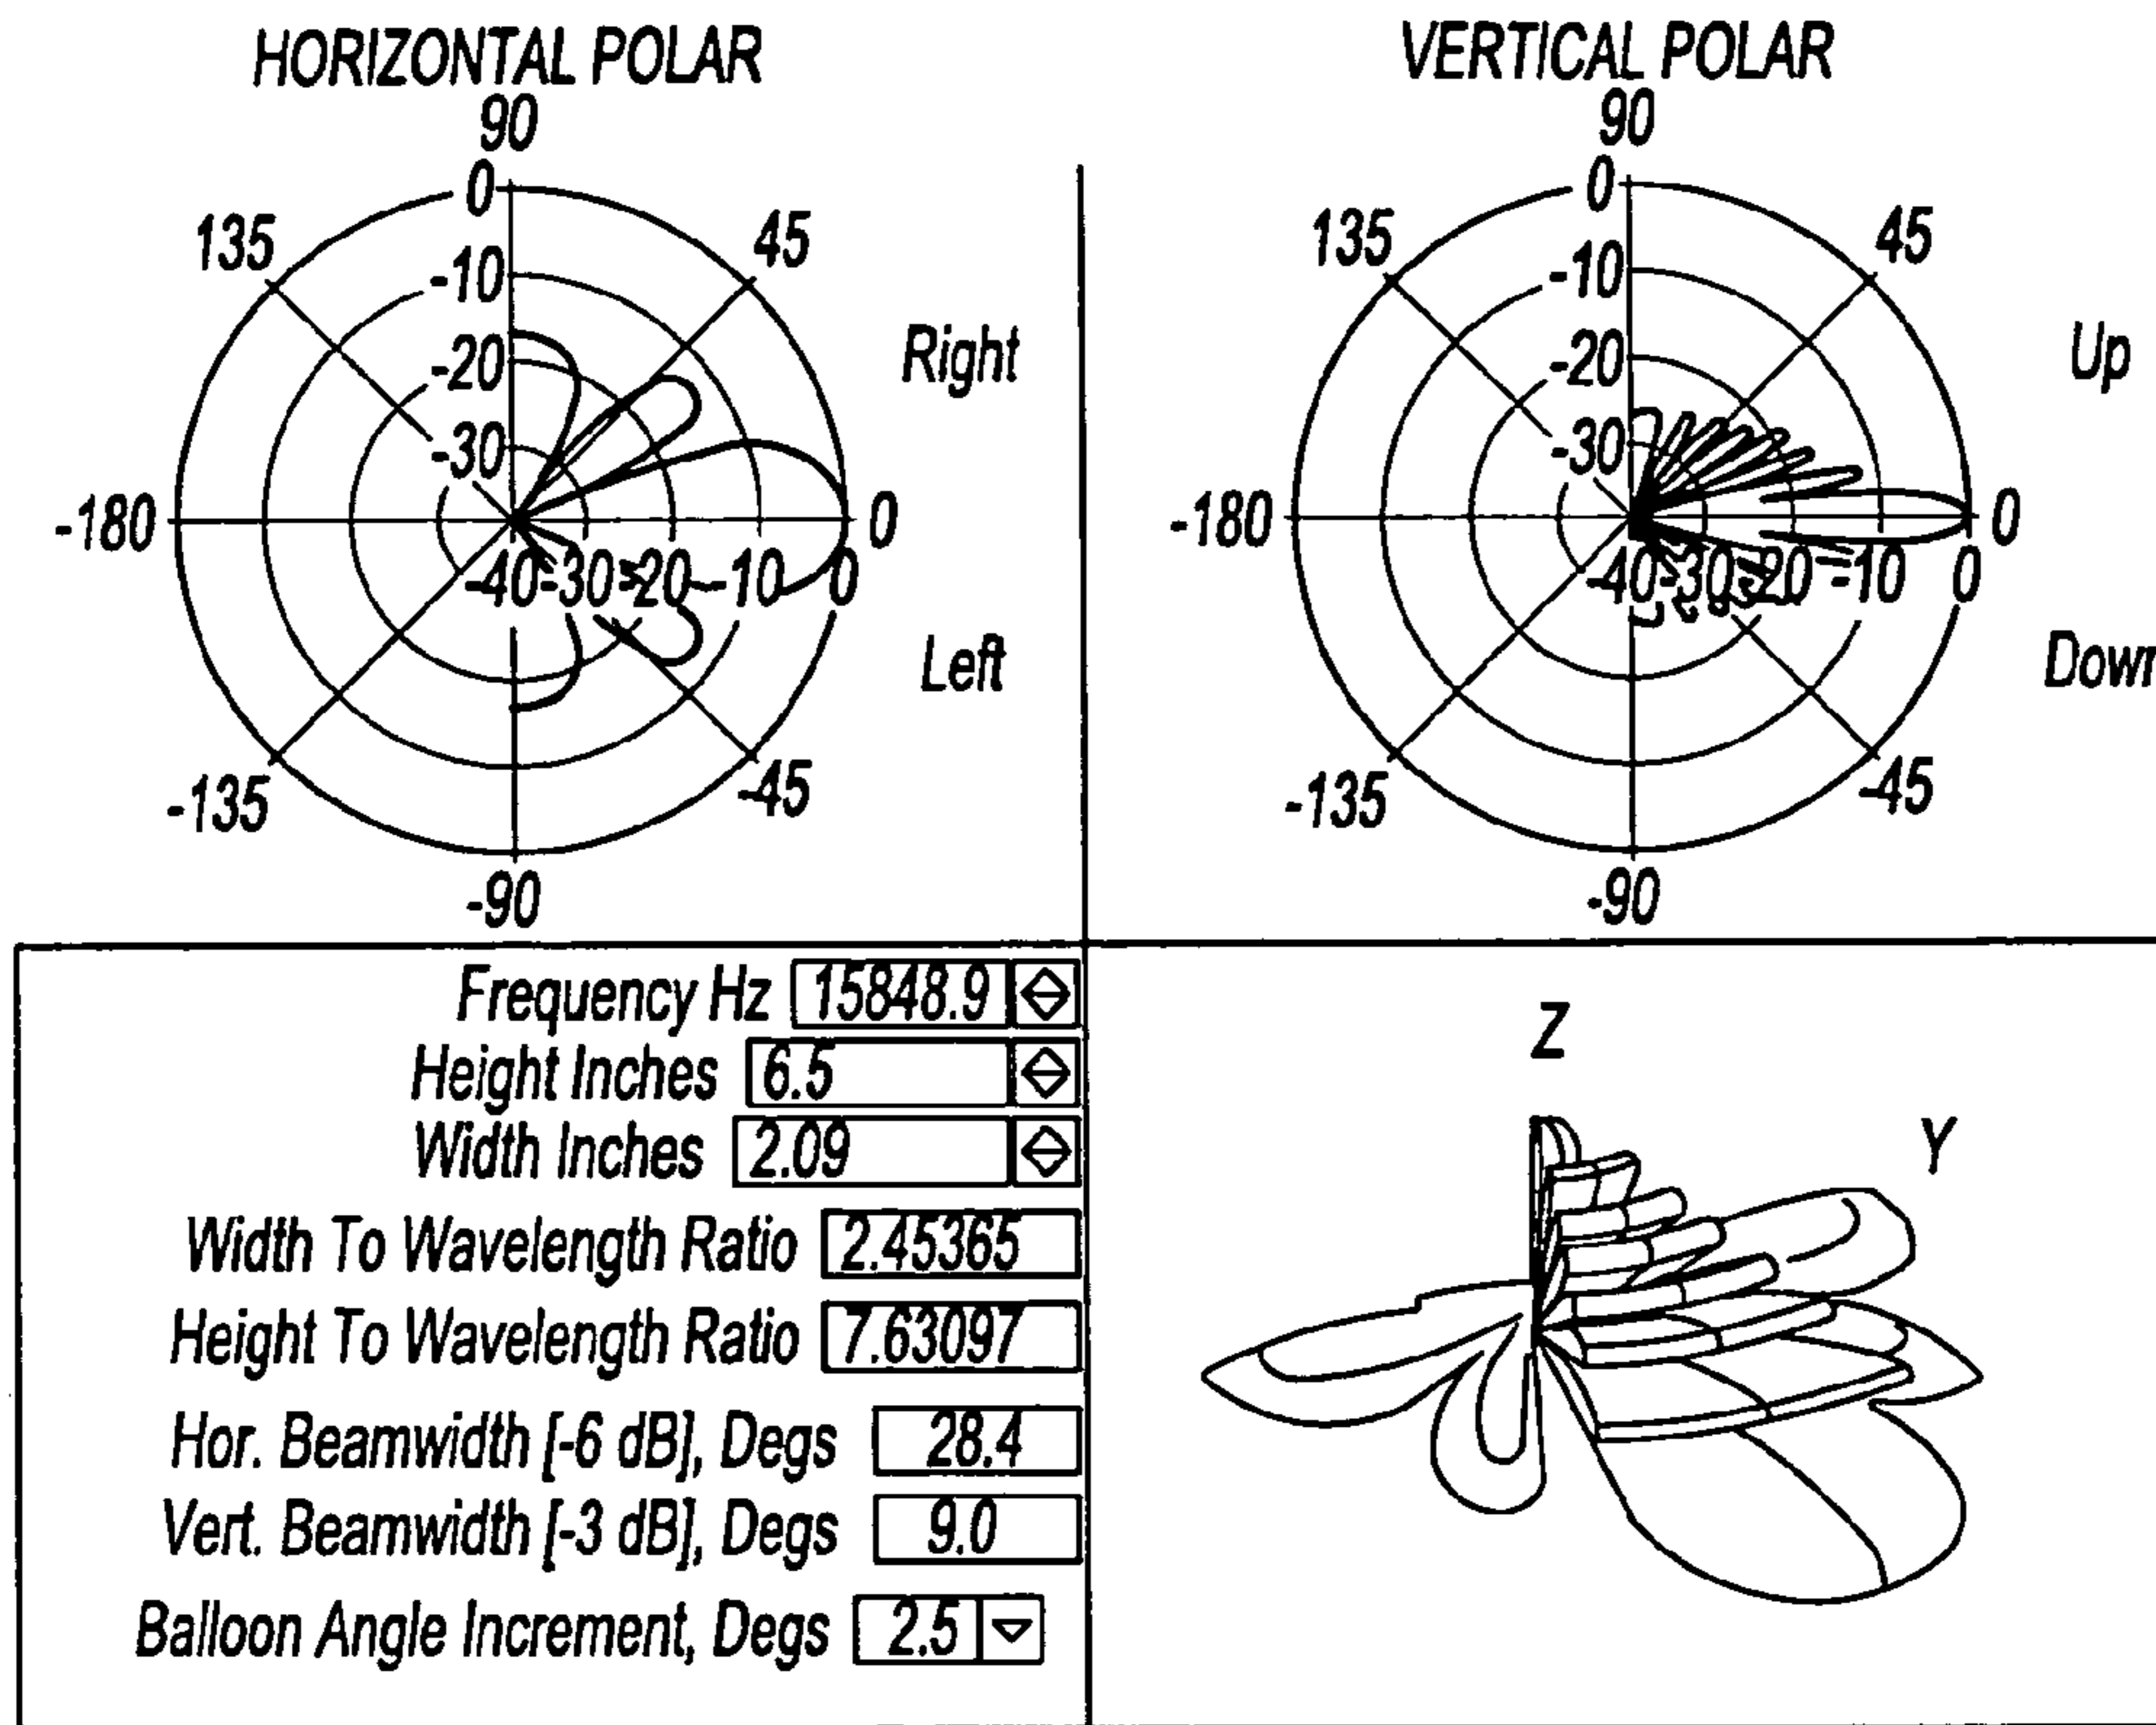 HORIZONTAL POLAR
90
0
135
45
-10
Right
-20
-30
-180
0
-40 -30 -20 -10 0
Left
-135
-45
-90
VERTICAL POLAR
90
0
135
45
-10
Up
-20
-30
-180
0
-40 -30 -20 -10 0
Down
-135
-45
-90
Frequency Hz 15848.9
Height Inches 6.5
Width Inches 2.09
Width To Wavelength Ratio 2.45365
Height To Wavelength Ratio 7.63097
Hor. Beamwidth [-6 dB], Degs 28.4
Vert. Beamwidth [-3 dB], Degs 9.0
Balloon Angle Increment, Degs 2.5
Z
Y